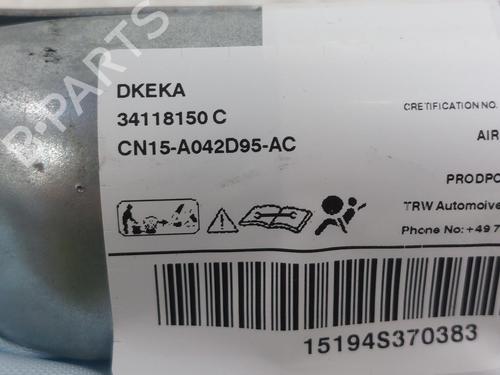 B-PARTS
DKEKA
34118150 C
CN15-A042D95-AC
CRETIFICATION NO.
AIR
PRODPO
TRW Automoive
Phone No: +49 7
15194S370383